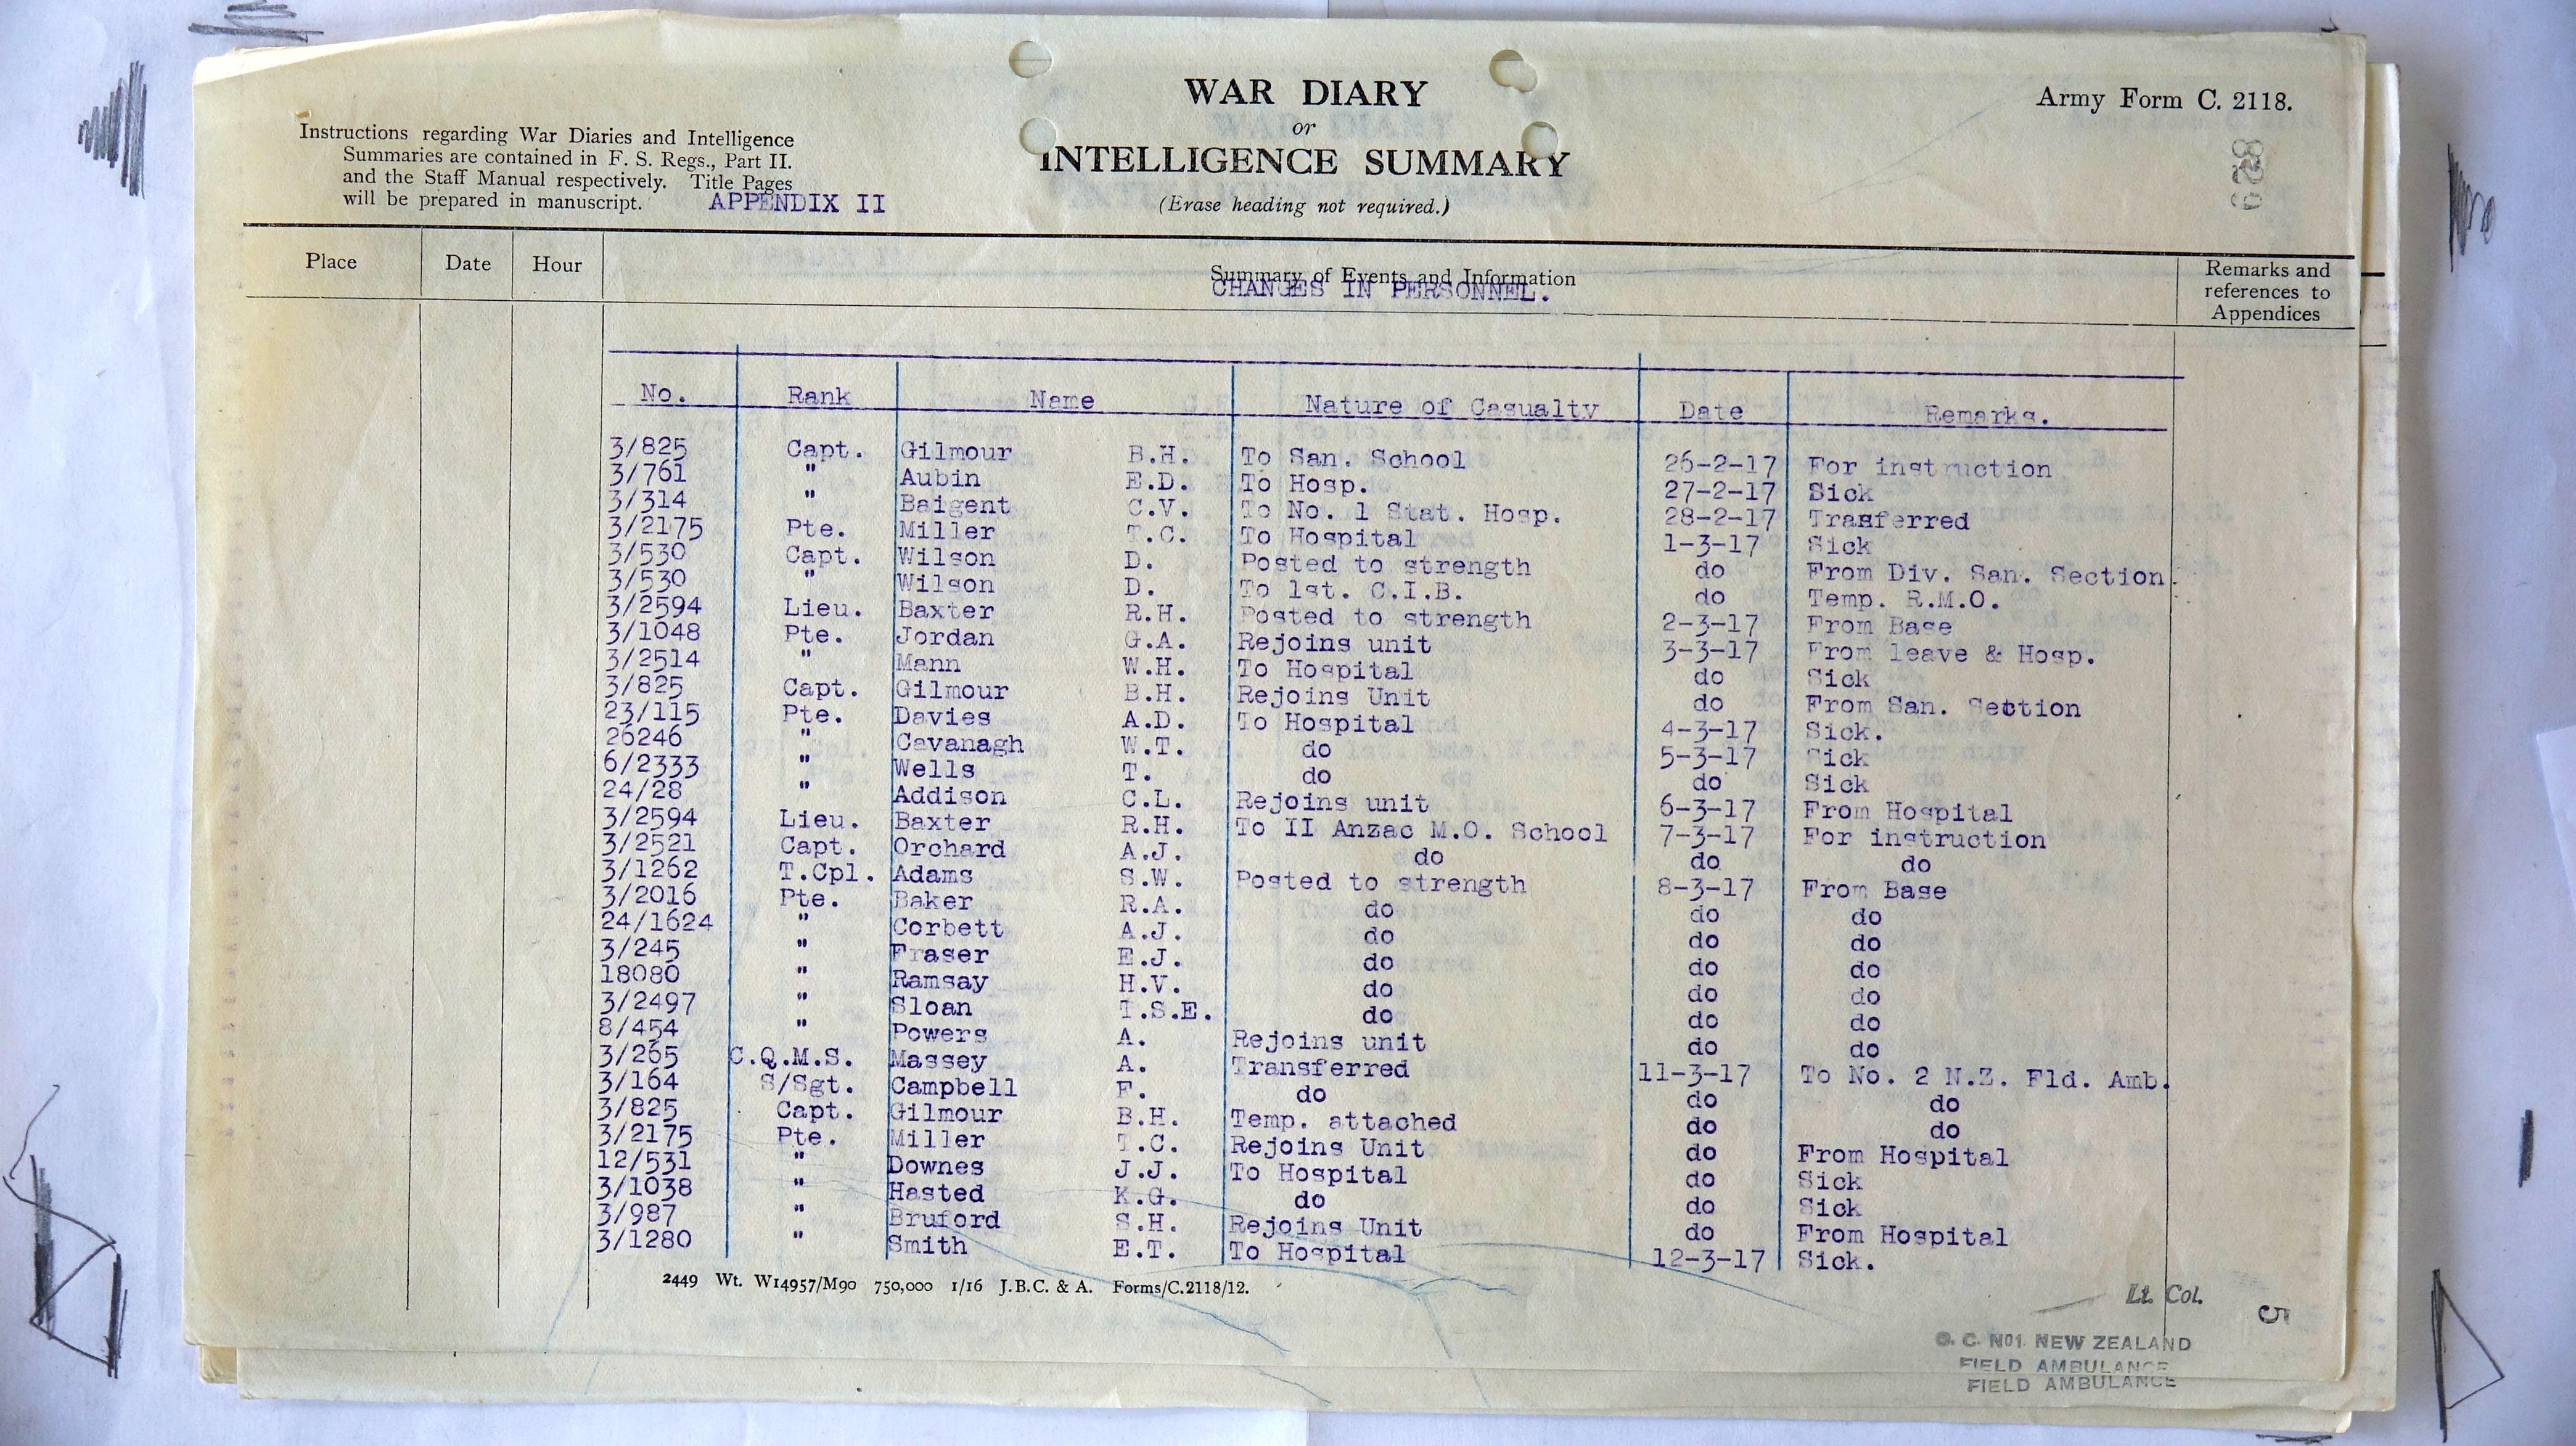 WAR DIARY
or
INTELLIGENCE SUMMARY
(Erase heading not required.)
Army Form C. 2118.
Instructions regarding War Diaries and Intelligence
Summaries are contained in F. S. Regs., Part II.
and the Staff Manual respectively. Title Pages
will be prepared in manuscript. APPENDIX II
Place Date Hour Summary of Events and Information Remarks and references to Appendices
CHANGES IN PERSONNEL.
No. Rank Name Nature of Casualty Date Remarks.
3/825 Capt. Gilmour B.H. To San. School 26-2-17 For instruction
3/761 " Aubin E.D. To Hosp. 27-2-17 Sick
3/314 " Baigent C.V. To No. 1 Stat. Hosp. 28-2-17 Trasferred
3/2175 Pte. Miller T.C. To Hospital 1-3-17 Sick
3/530 Capt. Wilson D. Posted to strength do From Div. San. Section
3/530 " Wilson D. To 1st. C.I.B. do Temp. R.M.O.
3/2594 Lieu. Baxter R.H. Posted to strength 2-3-17 From Base
3/1048 Pte. Jordan G.A. Rejoins unit 3-3-17 From leave & Hosp.
3/2514 " Mann W.H. To Hospital do Sick
3/825 Capt. Gilmour B.H. Rejoins Unit do From San. Section
23/115 Pte. Davies A.D. To Hospital 4-3-17 Sick.
26246 " Cavanagh W.T. do 5-3-17 Sick
6/2333 " Wells T. do do Sick
24/28 " Addison C.L. Rejoins unit 6-3-17 From Hospital
3/2594 Lieu. Baxter R.H. To II Anzac M.O. School 7-3-17 For instruction
3/2521 Capt. Orchard A.J. do do do
3/1262 T.Cpl. Adams S.W. Posted to strength 8-3-17 From Base
3/2016 Pte. Baker R.A. do do do
24/1624 " Corbett A.J. do do do
3/245 " Fraser E.J. do do do
18080 " Ramsay H.V. do do do
3/2497 " Sloan T.S.E. do do do
8/454 " Powers A. Rejoins unit do do
3/265 C.Q.M.S. Massey A. Transferred 11-3-17 To No. 2 N.Z. Fld. Amb.
3/164 S/Sgt. Campbell F. do do do
3/825 Capt. Gilmour B.H. Temp. attached do do
3/2175 Pte. Miller T.C. Rejoins Unit do From Hospital
12/531 " Downes J.J. To Hospital do Sick
3/1038 " Hasted K.G. do do Sick
3/987 " Bruford S.H. Rejoins Unit do From Hospital
3/1280 " Smith E.T. To Hospital 12-3-17 Sick.
2449 Wt. W14957/M90 750,000 1/16 J.B.C. & A. Forms/C.2118/12.
Lt. Col.
5
O. C. No1. NEW ZEALAND
FIELD AMBULANCE
FIELD AMBULANCE